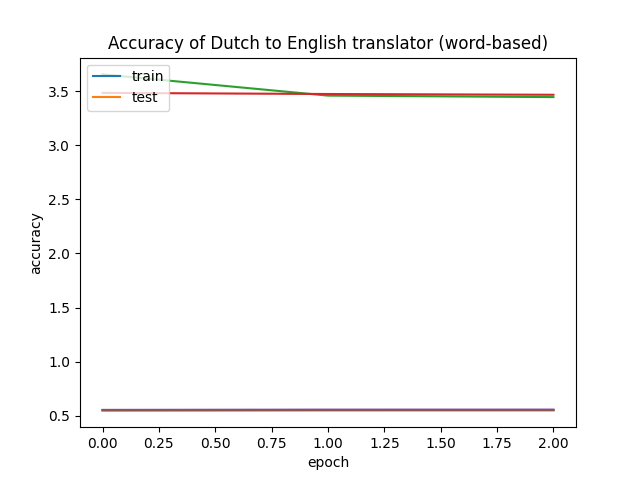 Accuracy of Dutch to English translator (word-based)
train
test
3.5
3.0
2.5
2.0
1.5
1.0
0.5
accuracy
0.00 0.25 0.50 0.75 1.00 1.25 1.50 1.75 2.00
epoch